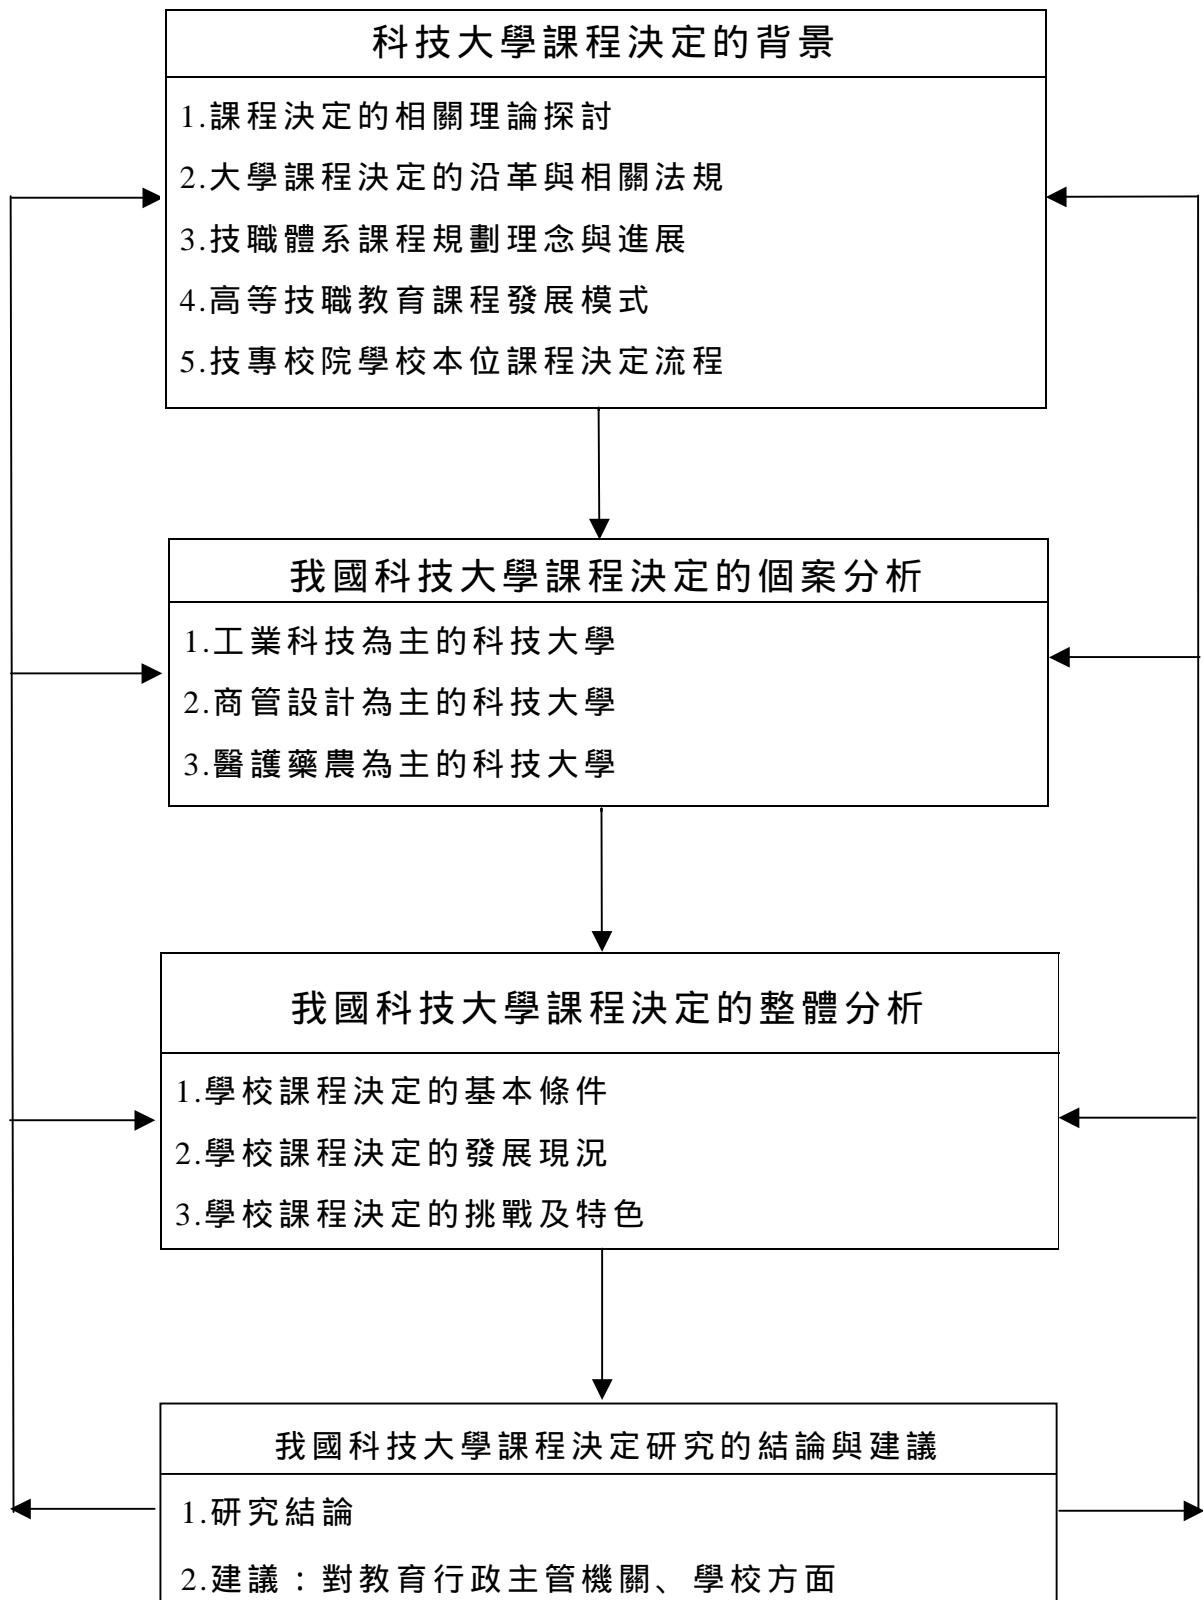 科技大學課程決定的背景
1.課程決定的相關理論探討
2.大學課程決定的沿革與相關法規
3.技職體系課程規劃理念與進展
4.高等技職教育課程發展模式
5.技專校院學校本位課程決定流程
我國科技大學課程決定的個案分析
1.工業科技為主的科技大學
2.商管設計為主的科技大學
3.醫護藥農為主的科技大學
我國科技大學課程決定的整體分析
1.學校課程決定的基本條件
2.學校課程決定的發展現況
3.學校課程決定的挑戰及特色
我國科技大學課程決定研究的結論與建議
1.研究結論
2.建議：對教育行政主管機關、學校方面